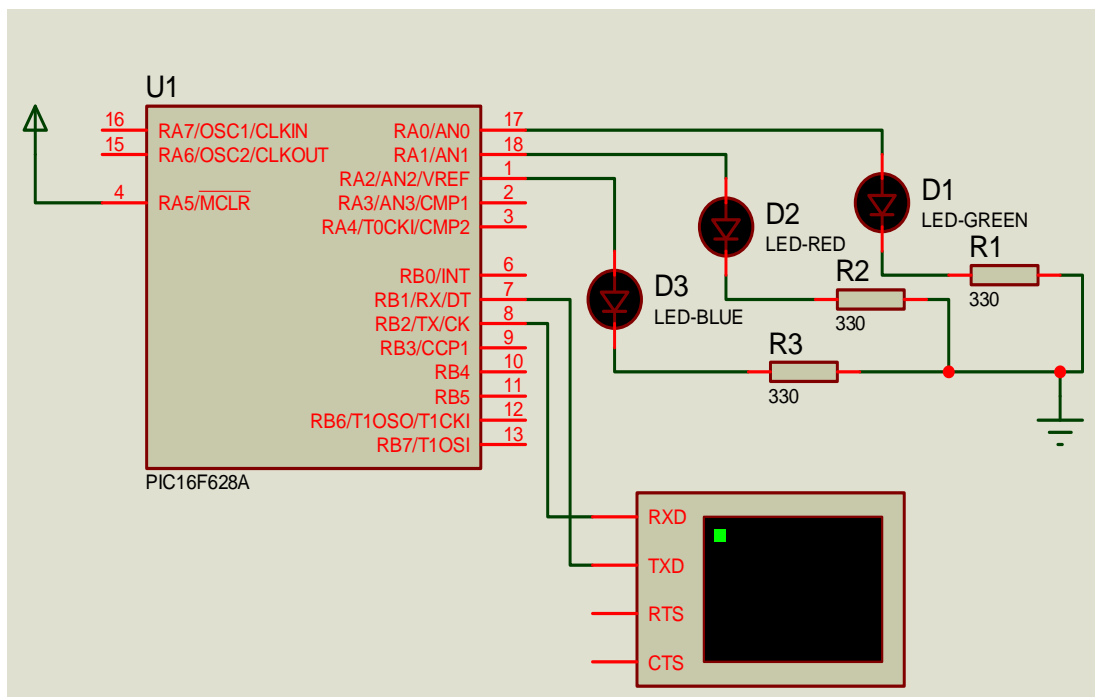 U1
16
RA7/OSC1/CLKIN
RA0/AN0
17
15
RA6/OSC2/CLKOUT
RA1/AN1
18
RA2/AN2/VREF
1
4
RA5/MCLR
RA3/AN3/CMP1
2
RA4/T0CKI/CMP2
3
RB0/INT
6
RB1/RX/DT
7
RB2/TX/CK
8
RB3/CCP1
9
RB4
10
RB5
11
RB6/T1OSO/T1CKI
12
RB7/T1OSI
13
PIC16F628A
D1
LED-GREEN
R1
330
D2
LED-RED
R2
330
D3
LED-BLUE
R3
330
RXD
TXD
RTS
CTS